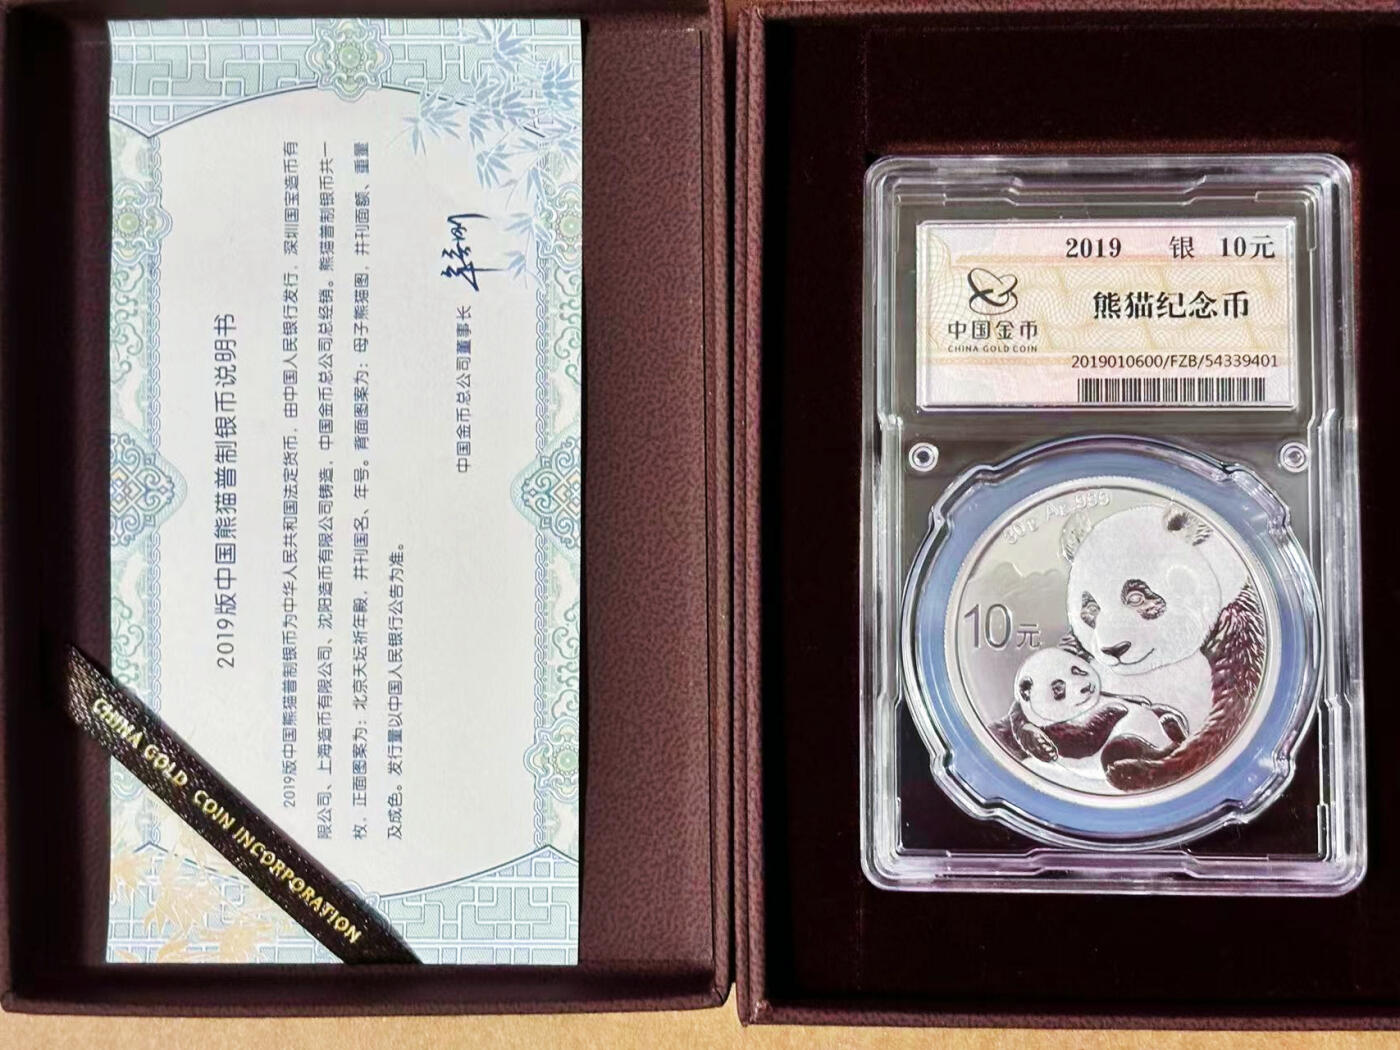 2019版中国熊猫普制银币说明书
2019版中国熊猫普制银币为中华人民共和国法定货币，由中国人民银行发行，深圳国宝造币有
限公司、上海造币有限公司、沈阳造币有限公司铸造，中国金币总公司总经销。熊猫普制银币共一
枚，正面图案为：北京天坛祈年殿，并刊国名、年号。背面图案为：母子熊猫图，并刊面额、重量
及成色。发行量以中国人民银行公告为准。
中国金币总公司董事长
CHINA GOLD COIN INCORPORATION
2019 银 10元
熊猫纪念币
中国金币
CHINA GOLD COIN
2019010600/FZB/54339401
30g Ag.999
10元